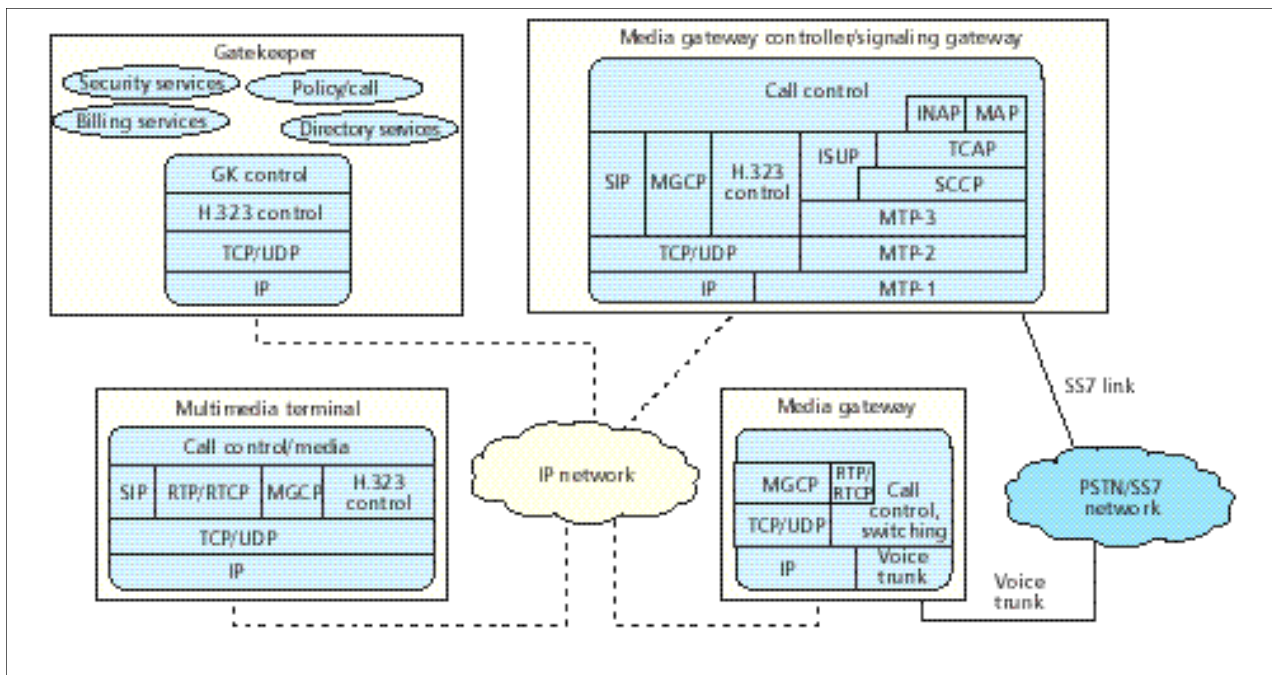 Gatekeeper
Security services
Policy/call
Billing services
Directory services
GK control
H.323 control
TCP/UDP
IP
Media gateway controller/signaling gateway
Call control
INAP MAP
SIP MGCP H.323
control
ISUP
TCAP
SCCP
MTP-3
TCP/UDP MTP-2
IP MTP-1
SS7 link
Multimedia terminal
Call control/media
SIP RTP/RTCP MGCP H.323
control
TCP/UDP
IP
IP network
Media gateway
MGCP RTP/
RTCP
Call
control,
switching
TCP/UDP
IP
Voice
trunk
PSTN/SS7
network
Voice
trunk